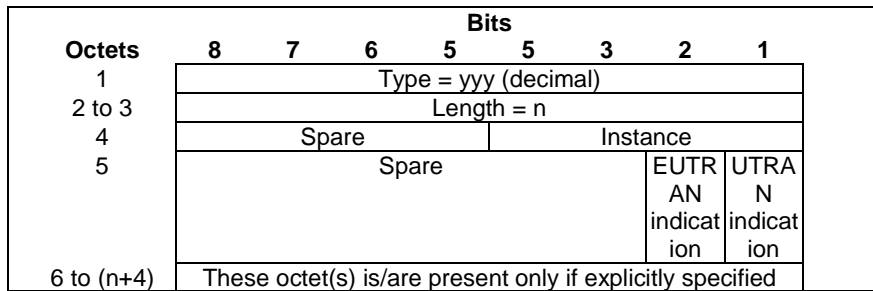 Bits
Octets 8 7 6 5 5 3 2 1
1 Type = yyy (decimal)
2 to 3 Length = n
4 Spare Instance
5 Spare EUTR UTRA
AN N
indicat indicat
ion ion
6 to (n+4) These octet(s) is/are present only if explicitly specified